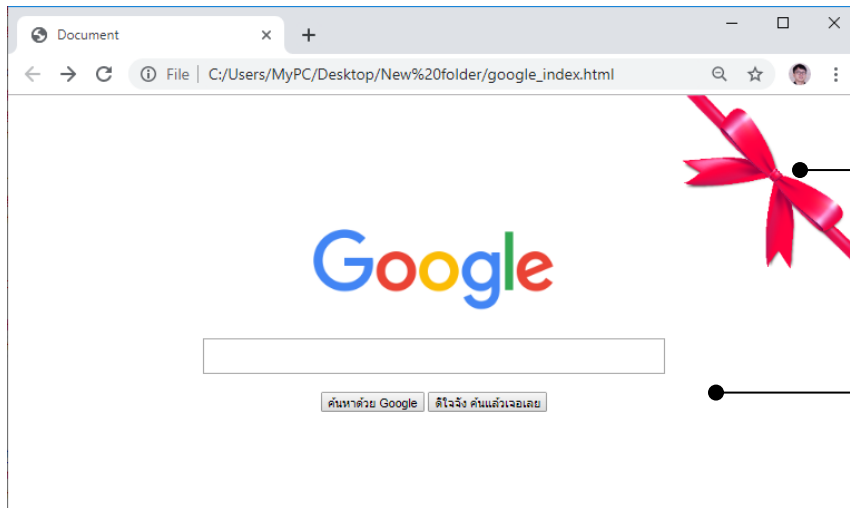 Document
File | C:/Users/MyPC/Desktop/New%20folder/google_index.html
Google
ค้นหาด้วย Google
ดีใจจัง ค้นแล้วเจอเลย